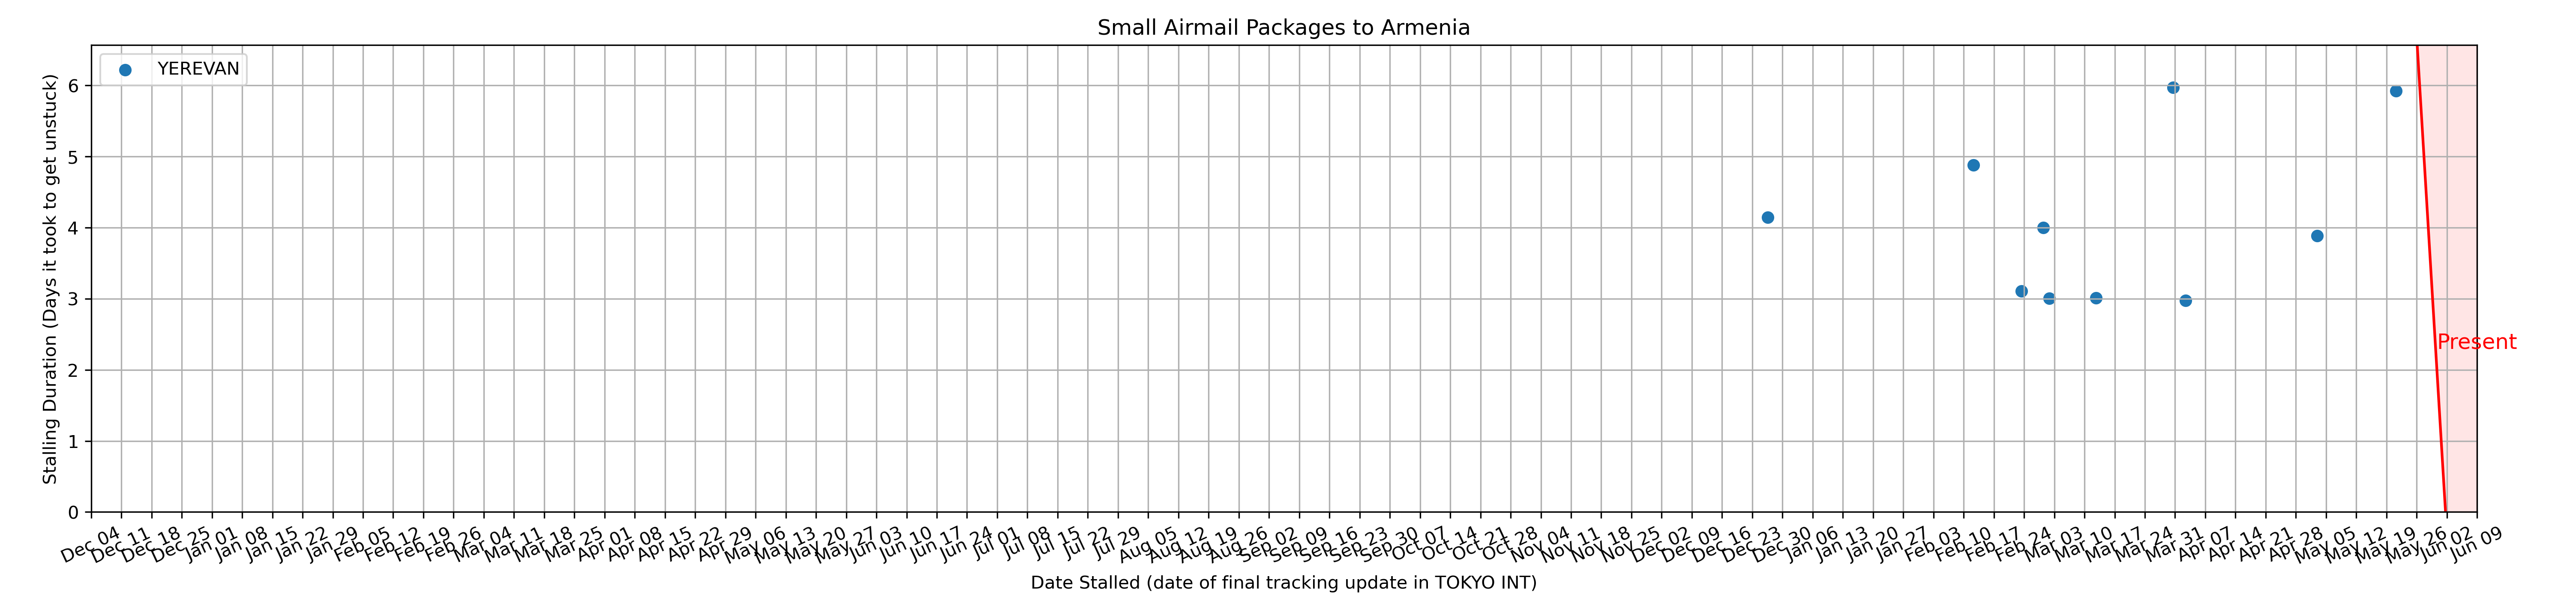 Small Airmail Packages to Armenia
YEREVAN
Stalling Duration (Days it took to get unstuck)
6
5
4
3
2
1
0
Present
Dec 04 Dec 11 Dec 18 Dec 25 Jan 01 Jan 08 Jan 15 Jan 22 Jan 29 Feb 05 Feb 12 Feb 19 Feb 26 Mar 04 Mar 11 Mar 18 Mar 25 Apr 01 Apr 08 Apr 15 Apr 22 Apr 29 May 06 May 13 May 20 May 27 Jun 03 Jun 10 Jun 17 Jun 24 Jul 01 Jul 08 Jul 15 Jul 22 Jul 29 Aug 05 Aug 12 Aug 19 Aug 26 Sep 02 Sep 09 Sep 16 Sep 23 Sep 30 Oct 07 Oct 14 Oct 21 Oct 28 Nov 04 Nov 11 Nov 18 Nov 25 Dec 02 Dec 09 Dec 16 Dec 23 Dec 30 Jan 06 Jan 13 Jan 20 Jan 27 Feb 03 Feb 10 Feb 17 Feb 24 Mar 03 Mar 10 Mar 17 Mar 24 Mar 31 Apr 07 Apr 14 Apr 21 Apr 28 May 05 May 12 May 19 May 26 Jun 02 Jun 09
Date Stalled (date of final tracking update in TOKYO INT)